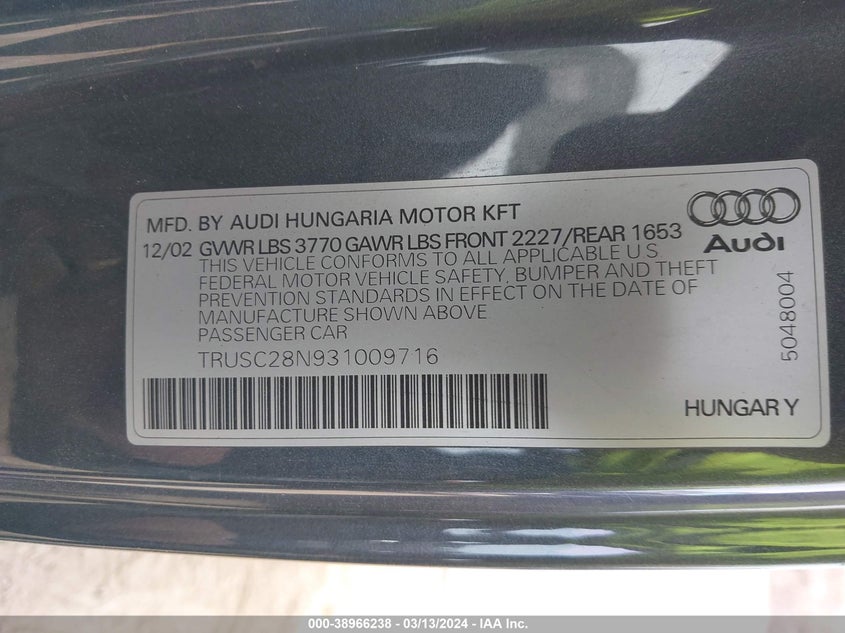 MFD. BY AUDI HUNGARIA MOTOR KFT
12/02 GVWR LBS 3770 GAWR LBS FRONT 2227/REAR 1653
THIS VEHICLE CONFORMS TO ALL APPLICABLE U S
FEDERAL MOTOR VEHICLE SAFETY, BUMPER AND THEFT
PREVENTION STANDARDS IN EFFECT ON THE DATE OF
MANUFACTURE SHOWN ABOVE
PASSENGER CAR
TRUSC28N931009716
Audi
5048004
HUNGARY
000-38966238 - 03/13/2024 - IAA Inc.